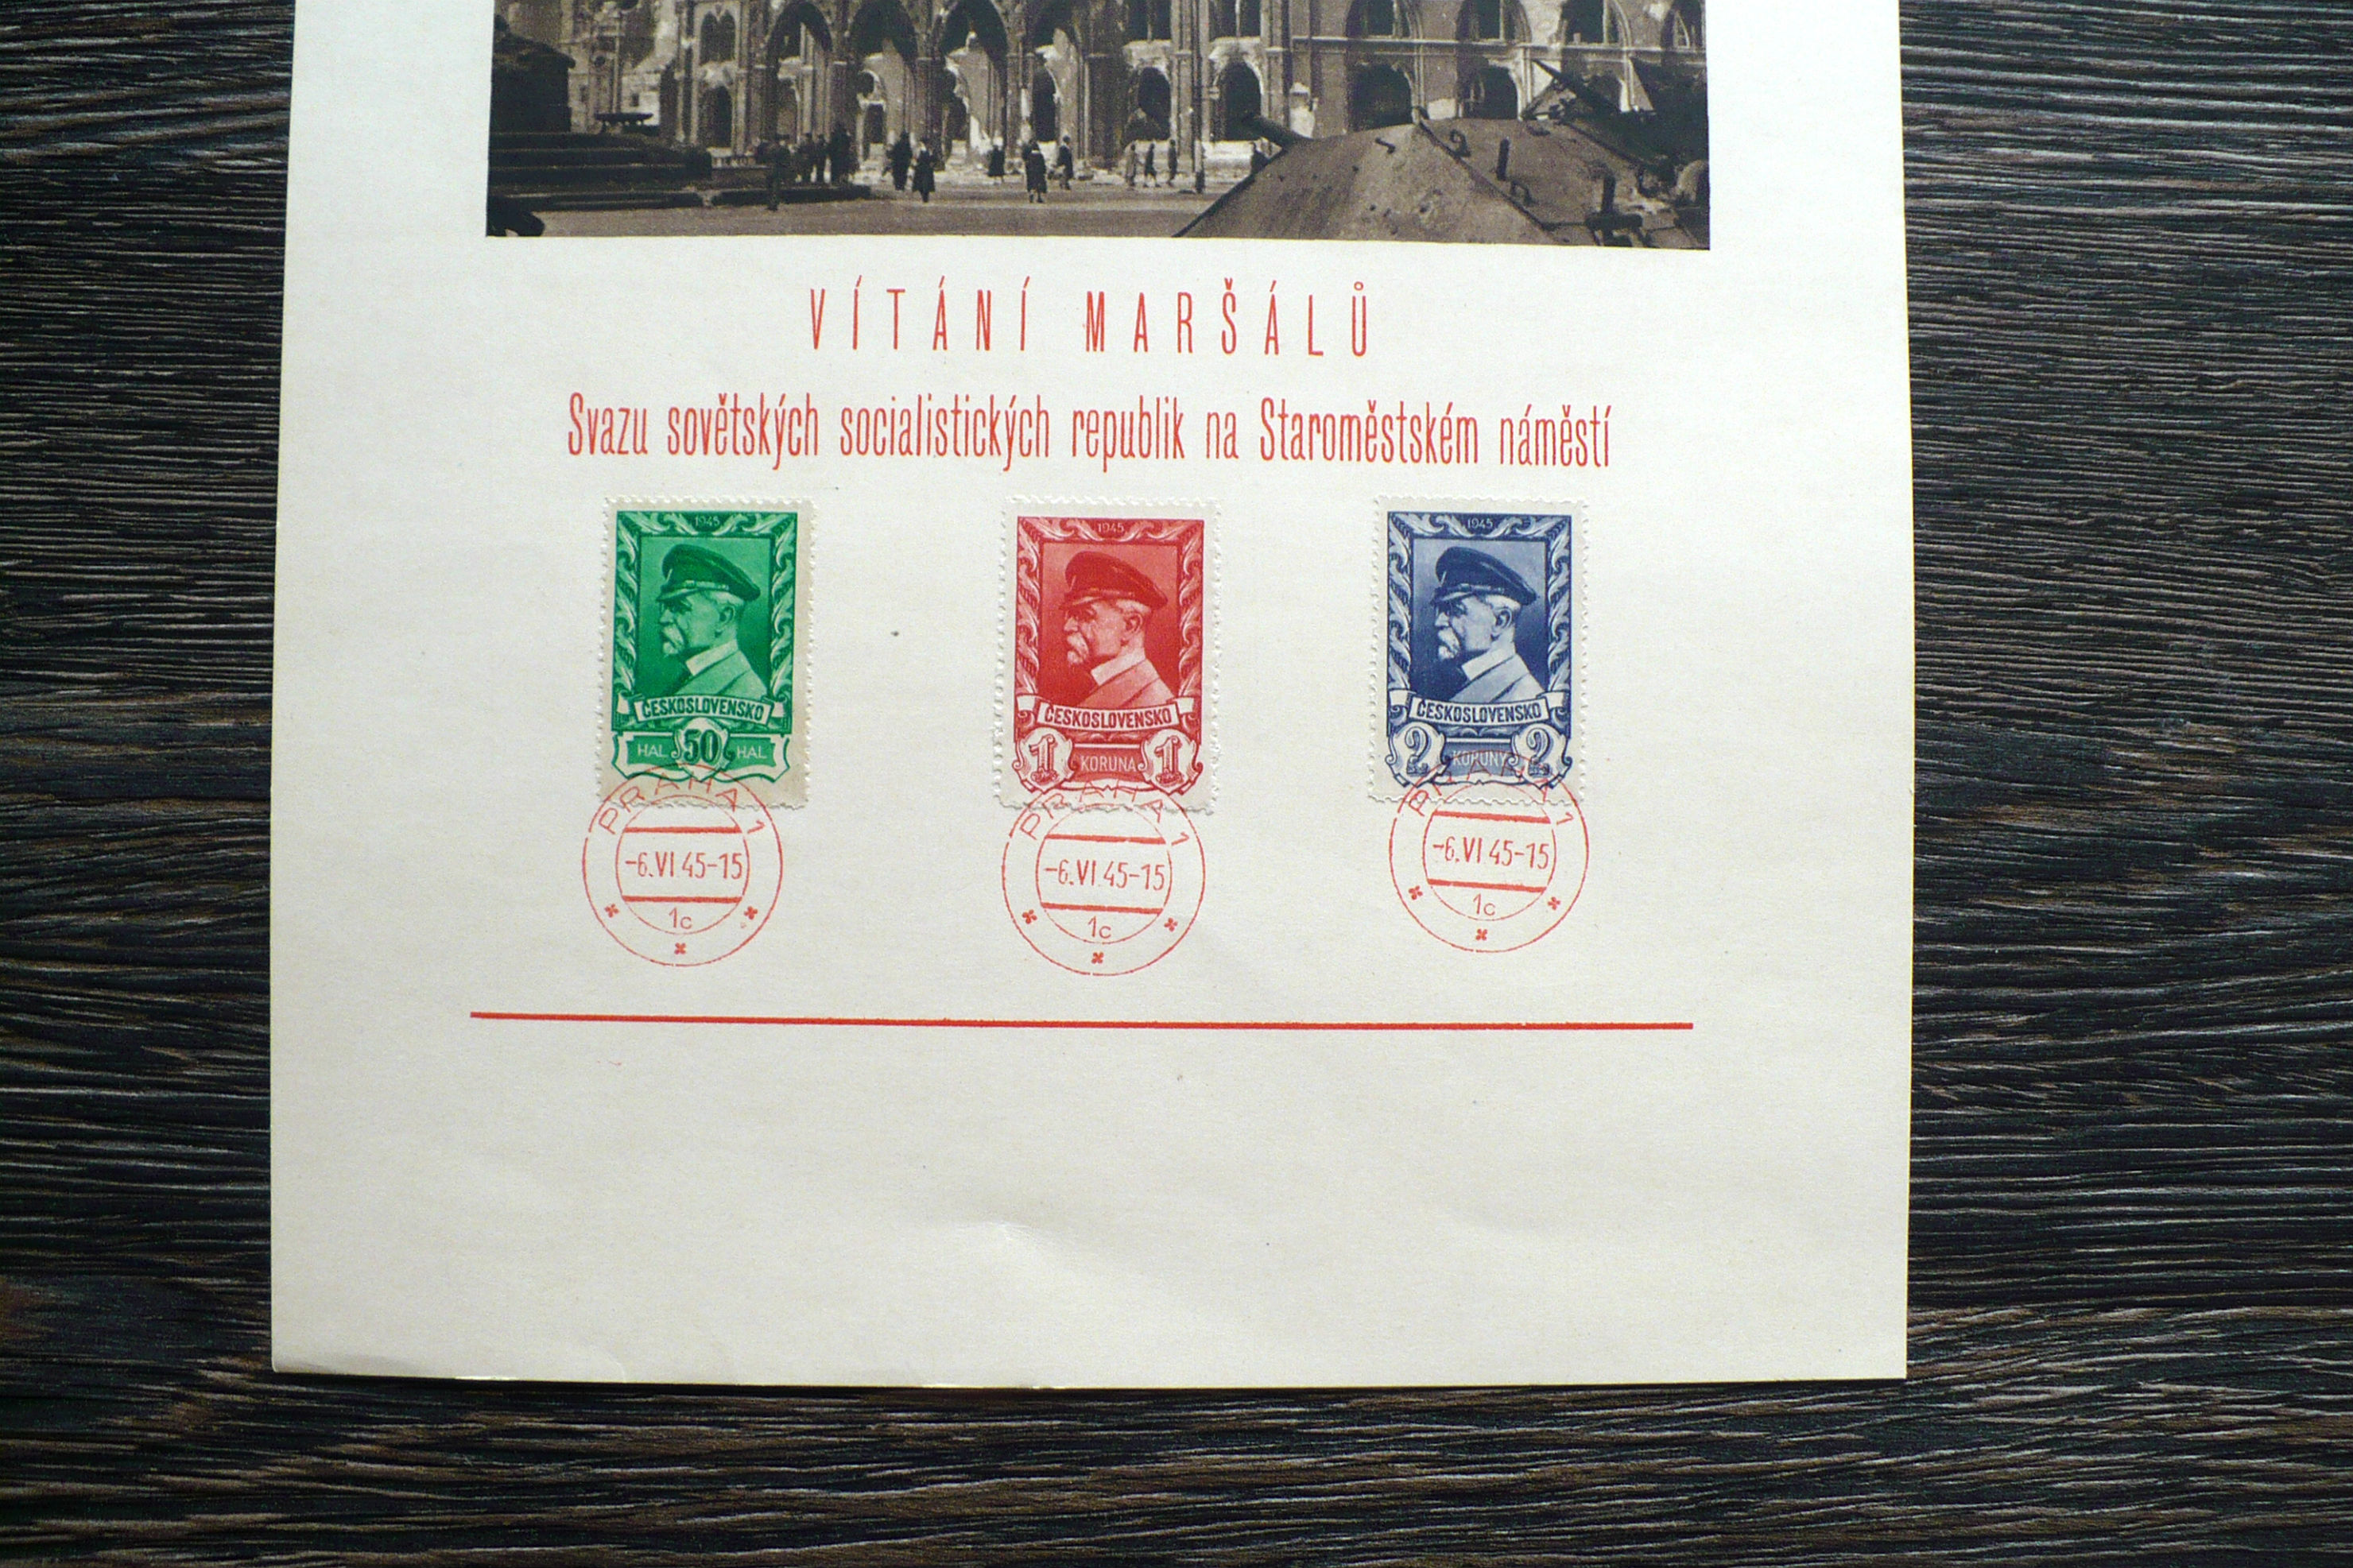 VÍTÁNÍ MARŠÁLŮ
Svazu sovětských socialistických republik na Staroměstském náměstí
1945
ČESKOSLOVENSKO
HAL 50 HAL
PRAHA 1
-6.VI 45-15
1c
1945
ČESKOSLOVENSKO
1 KORUNA 1
PRAHA 1
-6.VI 45-15
1c
1945
ČESKOSLOVENSKO
2 KORUNY 2
PRAHA 1
-6.VI 45-15
1c